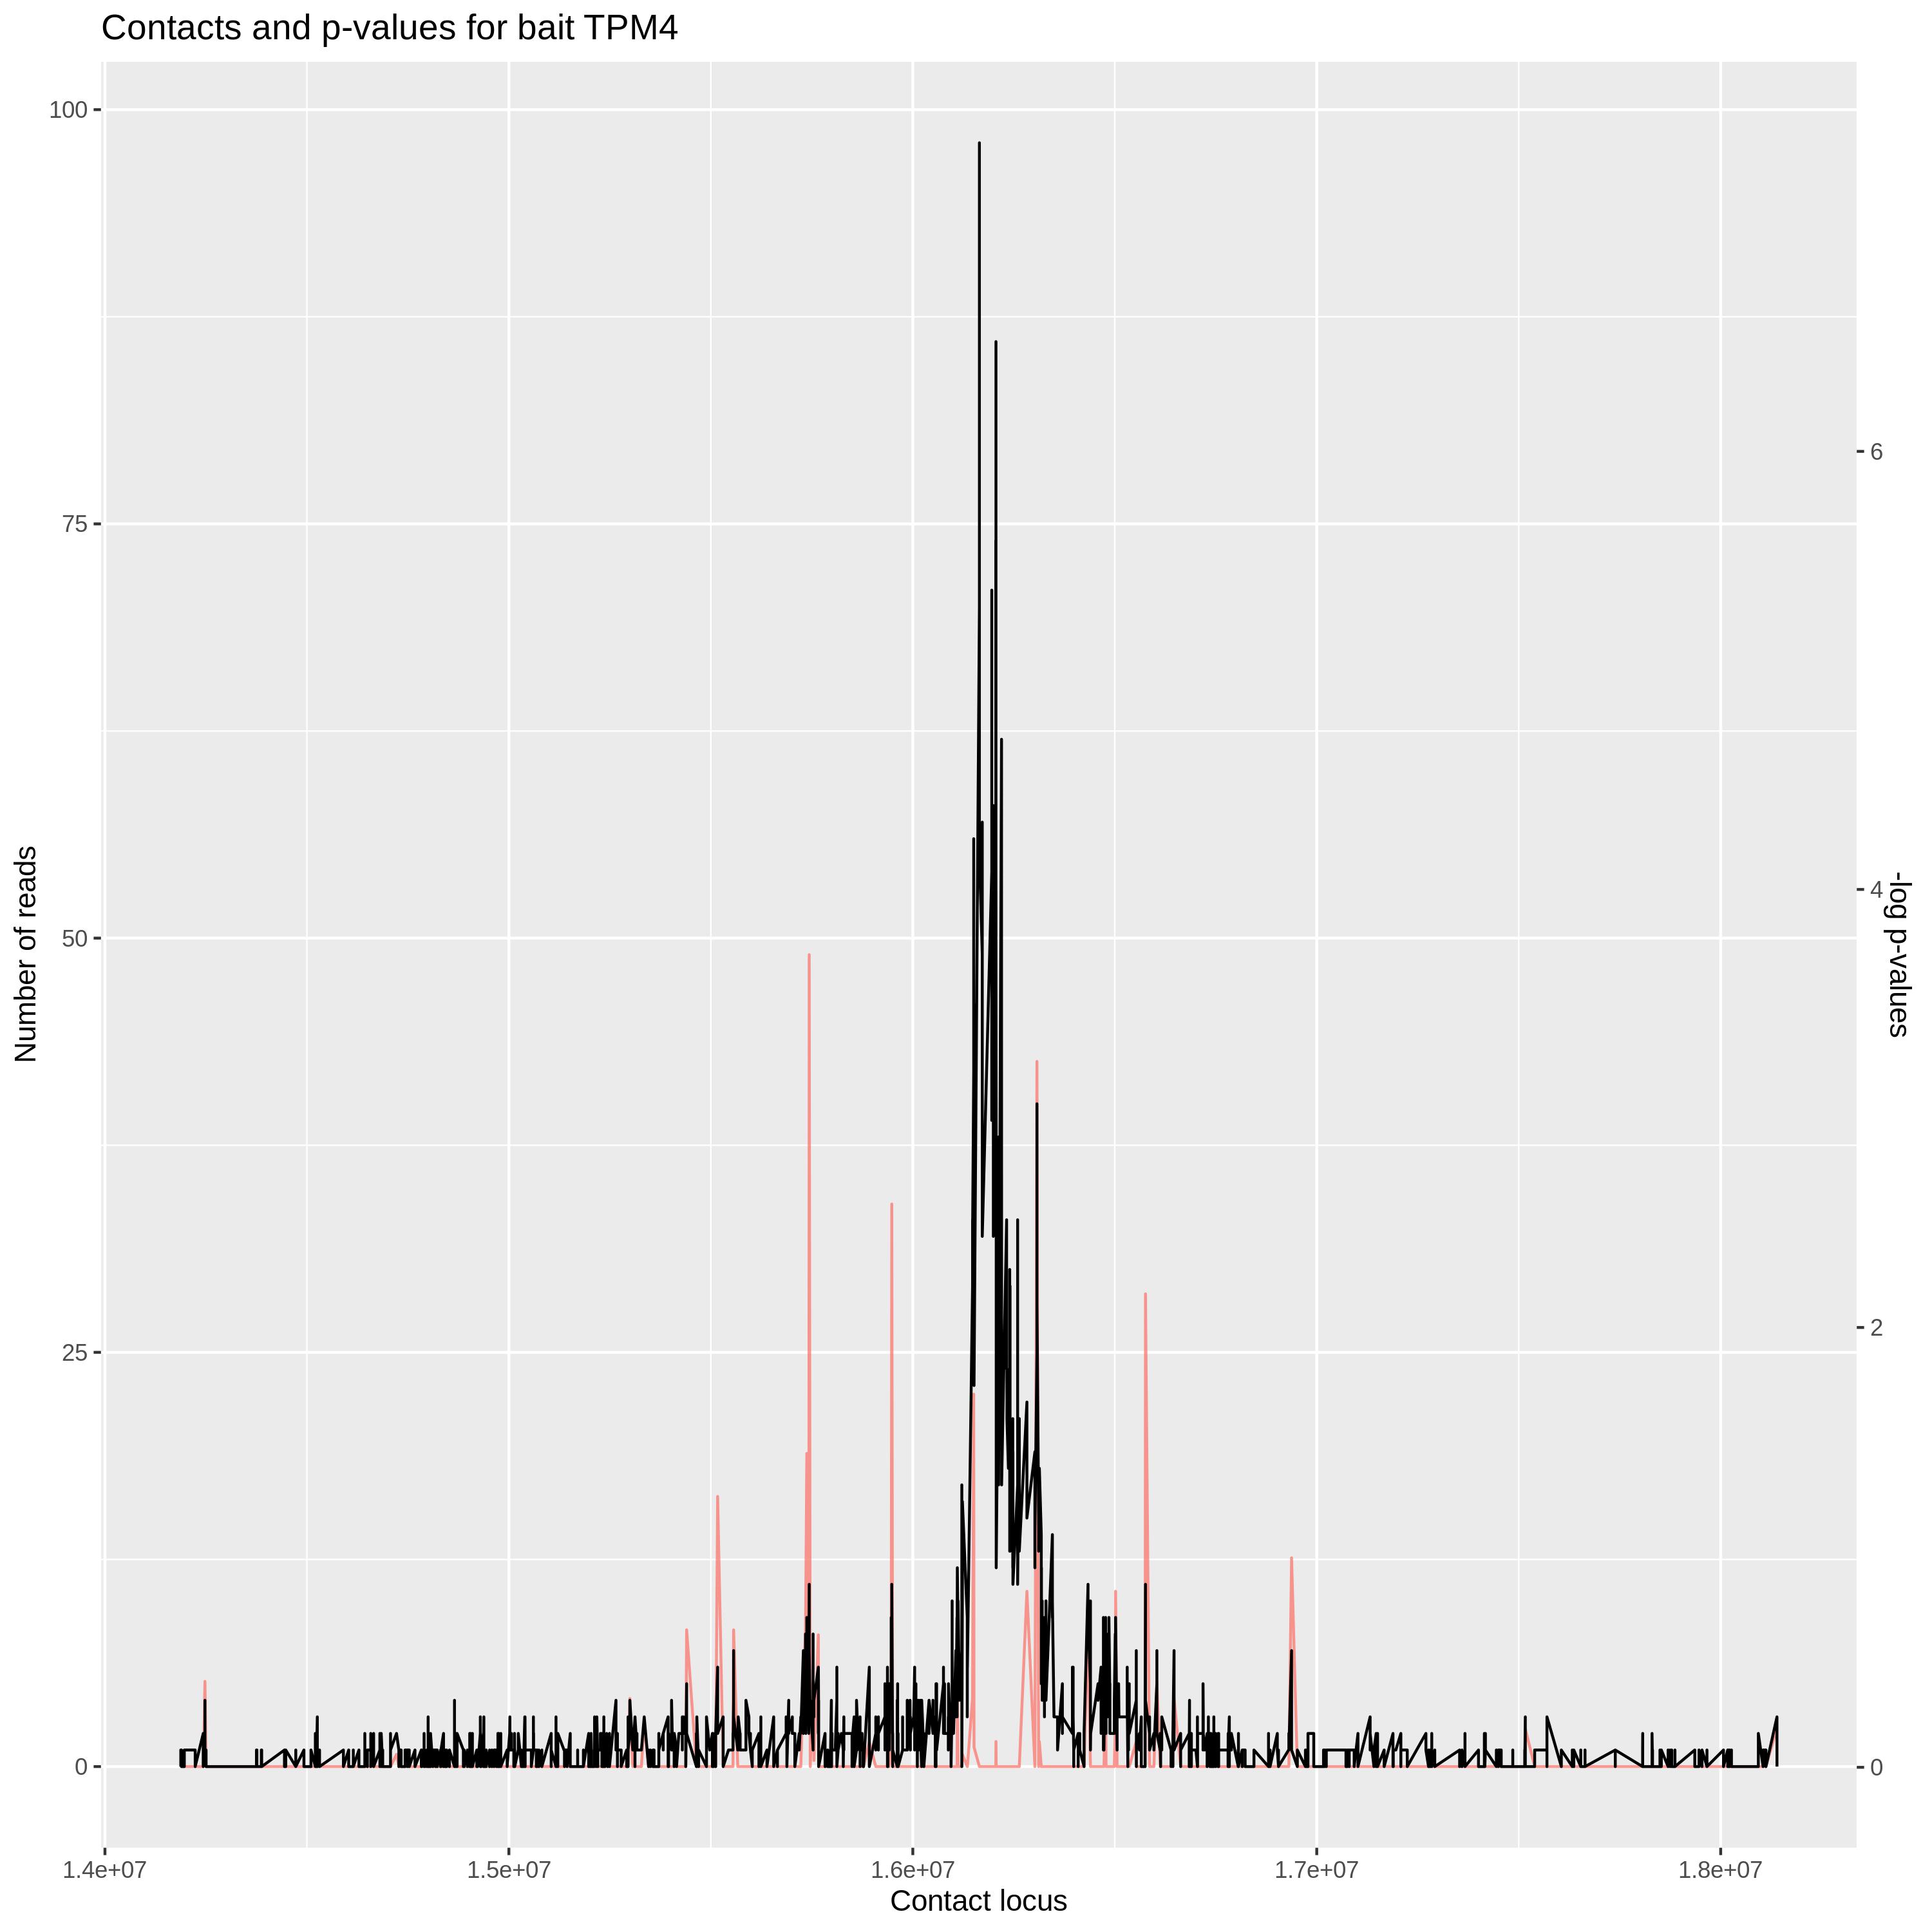 Contacts and p-values for bait TPM4
100
75
50
25
0
Number of reads
6
4
2
0
-log p-values
1.4e+07
1.5e+07
1.6e+07
1.7e+07
1.8e+07
Contact locus